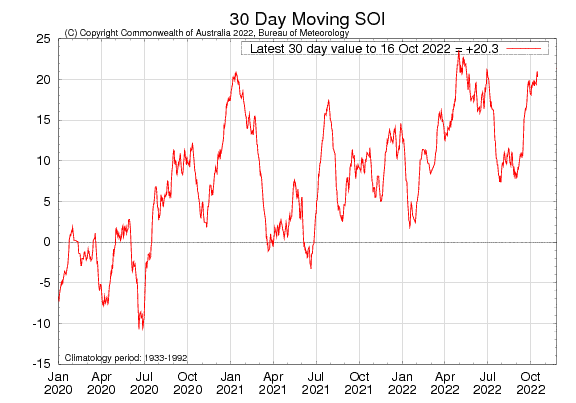 30 Day Moving SOI
(C) Copyright Commonwealth of Australia 2022, Bureau of Meteorology
Latest 30 day value to 16 Oct 2022 = +20.3
25
20
15
10
5
0
-5
-10
-15
Climatology period: 1933-1992
Jan Apr Jul Oct Jan Apr Jul Oct Jan Apr Jul Oct
2020 2020 2020 2020 2021 2021 2021 2021 2022 2022 2022 2022